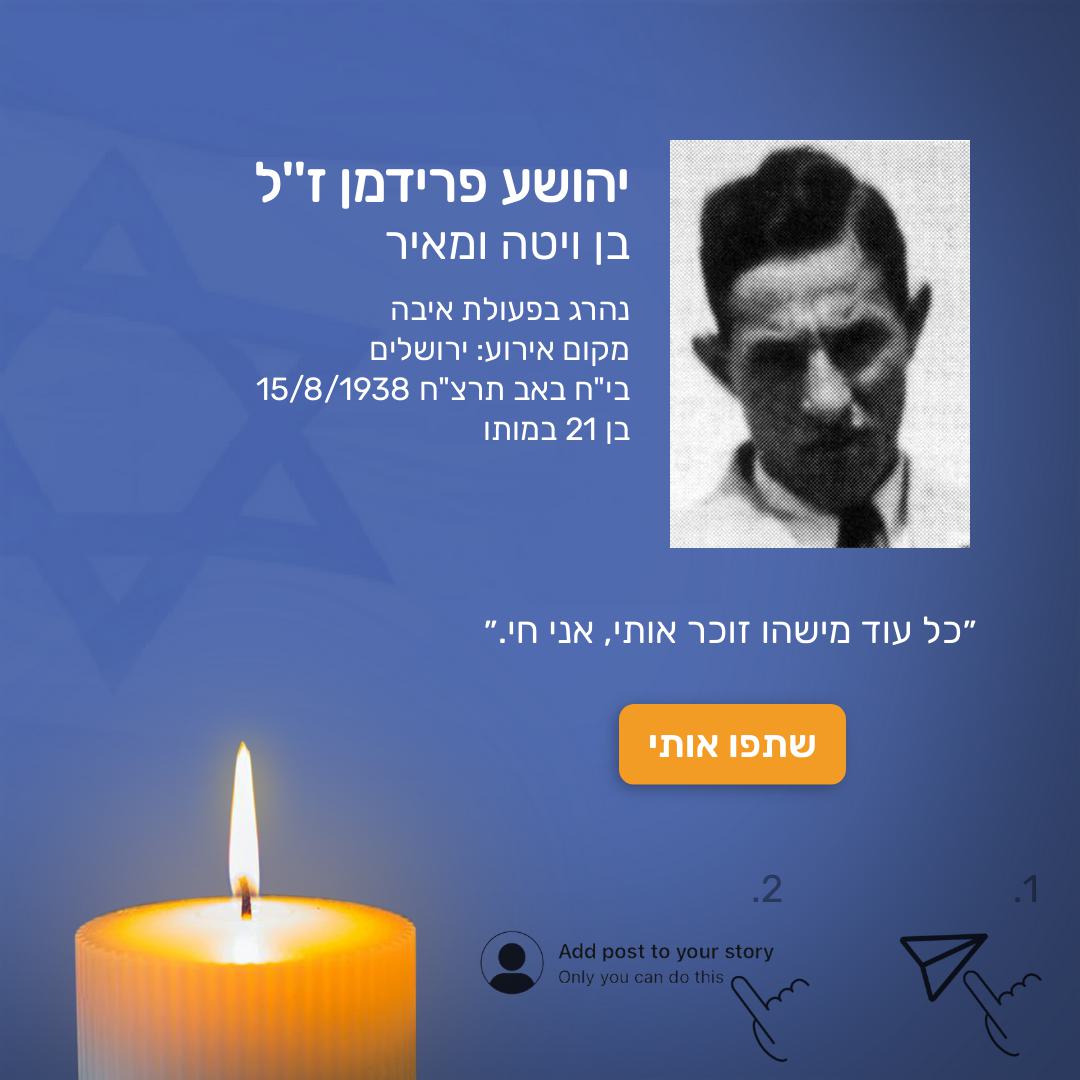 יהושע פרידמן ז"ל
בן ויטה ומאיר
נהרג בפעולת איבה
מקום אירוע: ירושלים
בי"ח באב תרצ"ח 15/8/1938
בן 21 במותו
״כל עוד מישהו זוכר אותי, אני חי.״
שתפו אותי
1.
2.
Add post to your story
Only you can do this